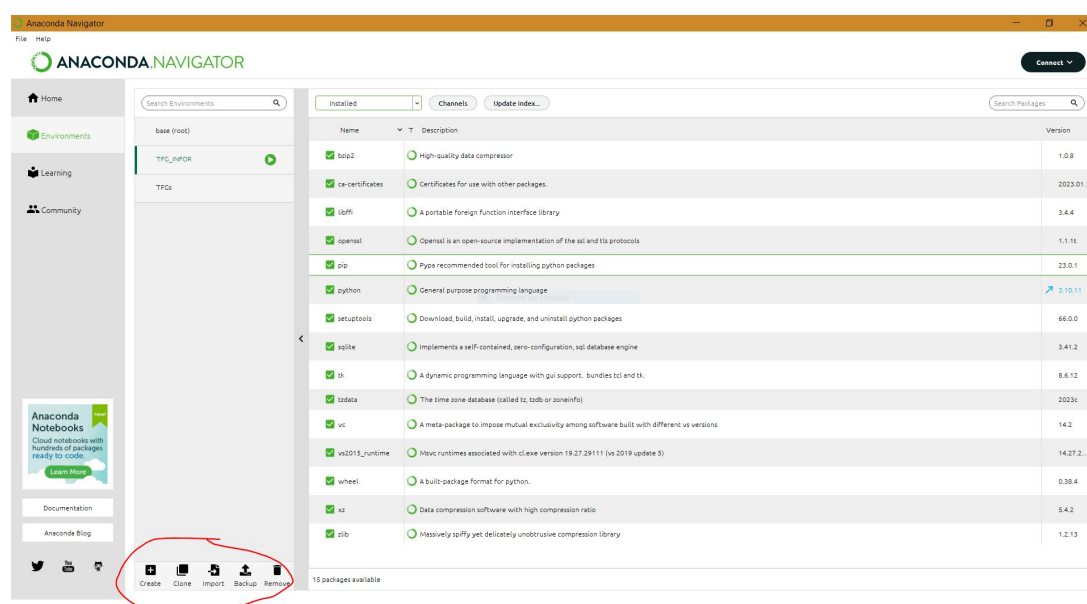 Anaconda Navigator
File Help
ANACONDA.NAVIGATOR
Connect
Home
Environments
Learning
Community
Anaconda Notebooks
Cloud notebooks with
hundreds of packages
ready to code.
Learn More
Documentation
Anaconda Blog
Search Environments
base (root)
TFG_INFOR
TFGs
Create Clone Import Backup Remove
Installed Channels Update index... Search Packages
Name T Description Version
bzip2 High-quality data compressor 1.0.8
ca-certificates Certificates for use with other packages. 2023.01.
libffi A portable foreign function interface library 3.4.4
openssl Openssl is an open-source implementation of the ssl and tls protocols 1.1.1t
pip Pypa recommended tool for installing python packages 23.0.1
python General purpose programming language 3.10.11
setuptools Download, build, install, upgrade, and uninstall python packages 66.0.0
sqlite Implements a self-contained, zero-configuration, sql database engine 3.41.2
tk A dynamic programming language with gui support. bundles tcl and tk. 8.6.12
tzdata The time zone database (called tz, tzdb or zoneinfo) 2023c
vc A meta-package to impose mutual exclusivity among software built with different vs versions 14.2
vs2015_runtime Msvc runtimes associated with cl.exe version 19.27.29111 (vs 2019 update 5) 14.27.2...
wheel A built-package format for python. 0.38.4
xz Data compression software with high compression ratio 5.4.2
zlib Massively spiffy yet delicately unobtrusive compression library 1.2.13
15 packages available